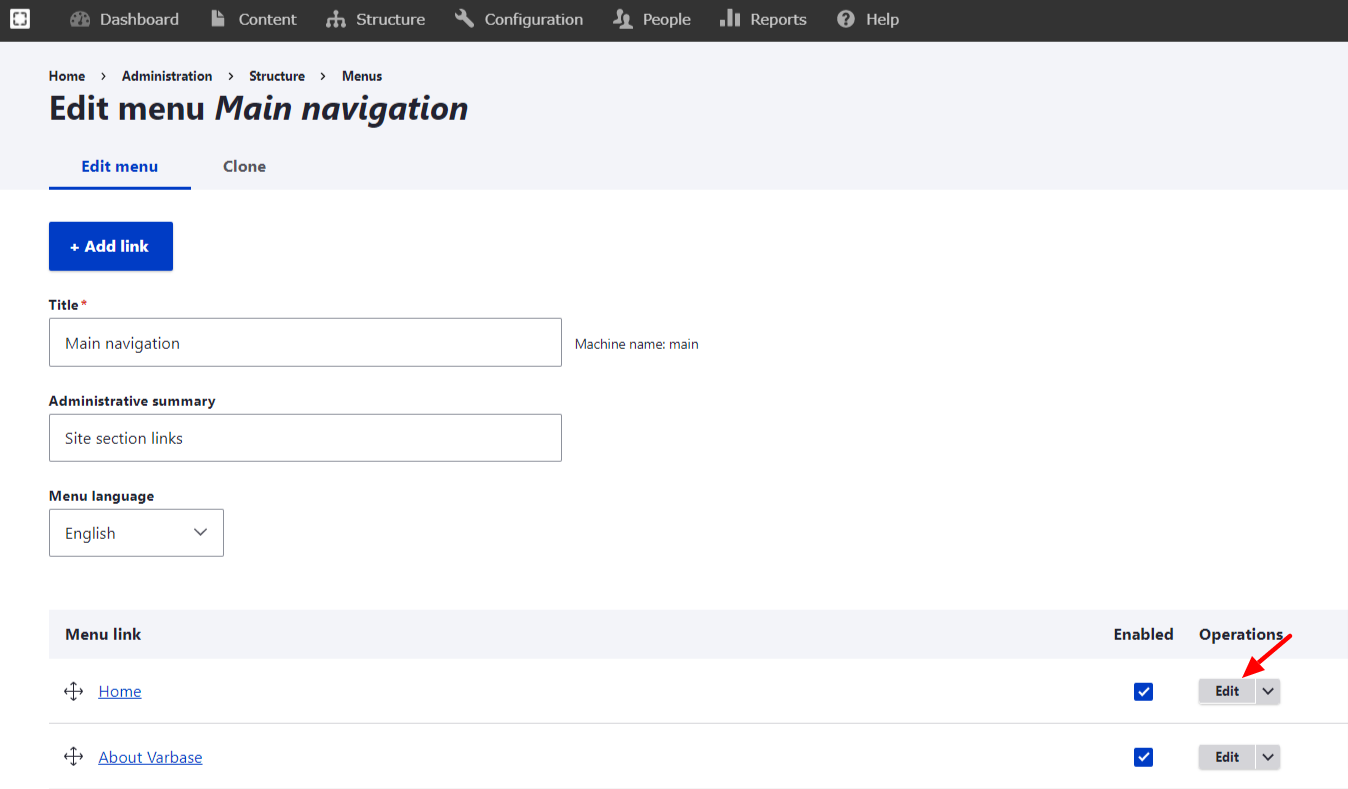 Dashboard Content Structure Configuration People Reports Help
Home > Administration > Structure > Menus
Edit menu Main navigation
Edit menu Clone
+ Add link
Title*
Main navigation Machine name: main
Administrative summary
Site section links
Menu language
English
Menu link Enabled Operations
Home Edit
About Varbase Edit